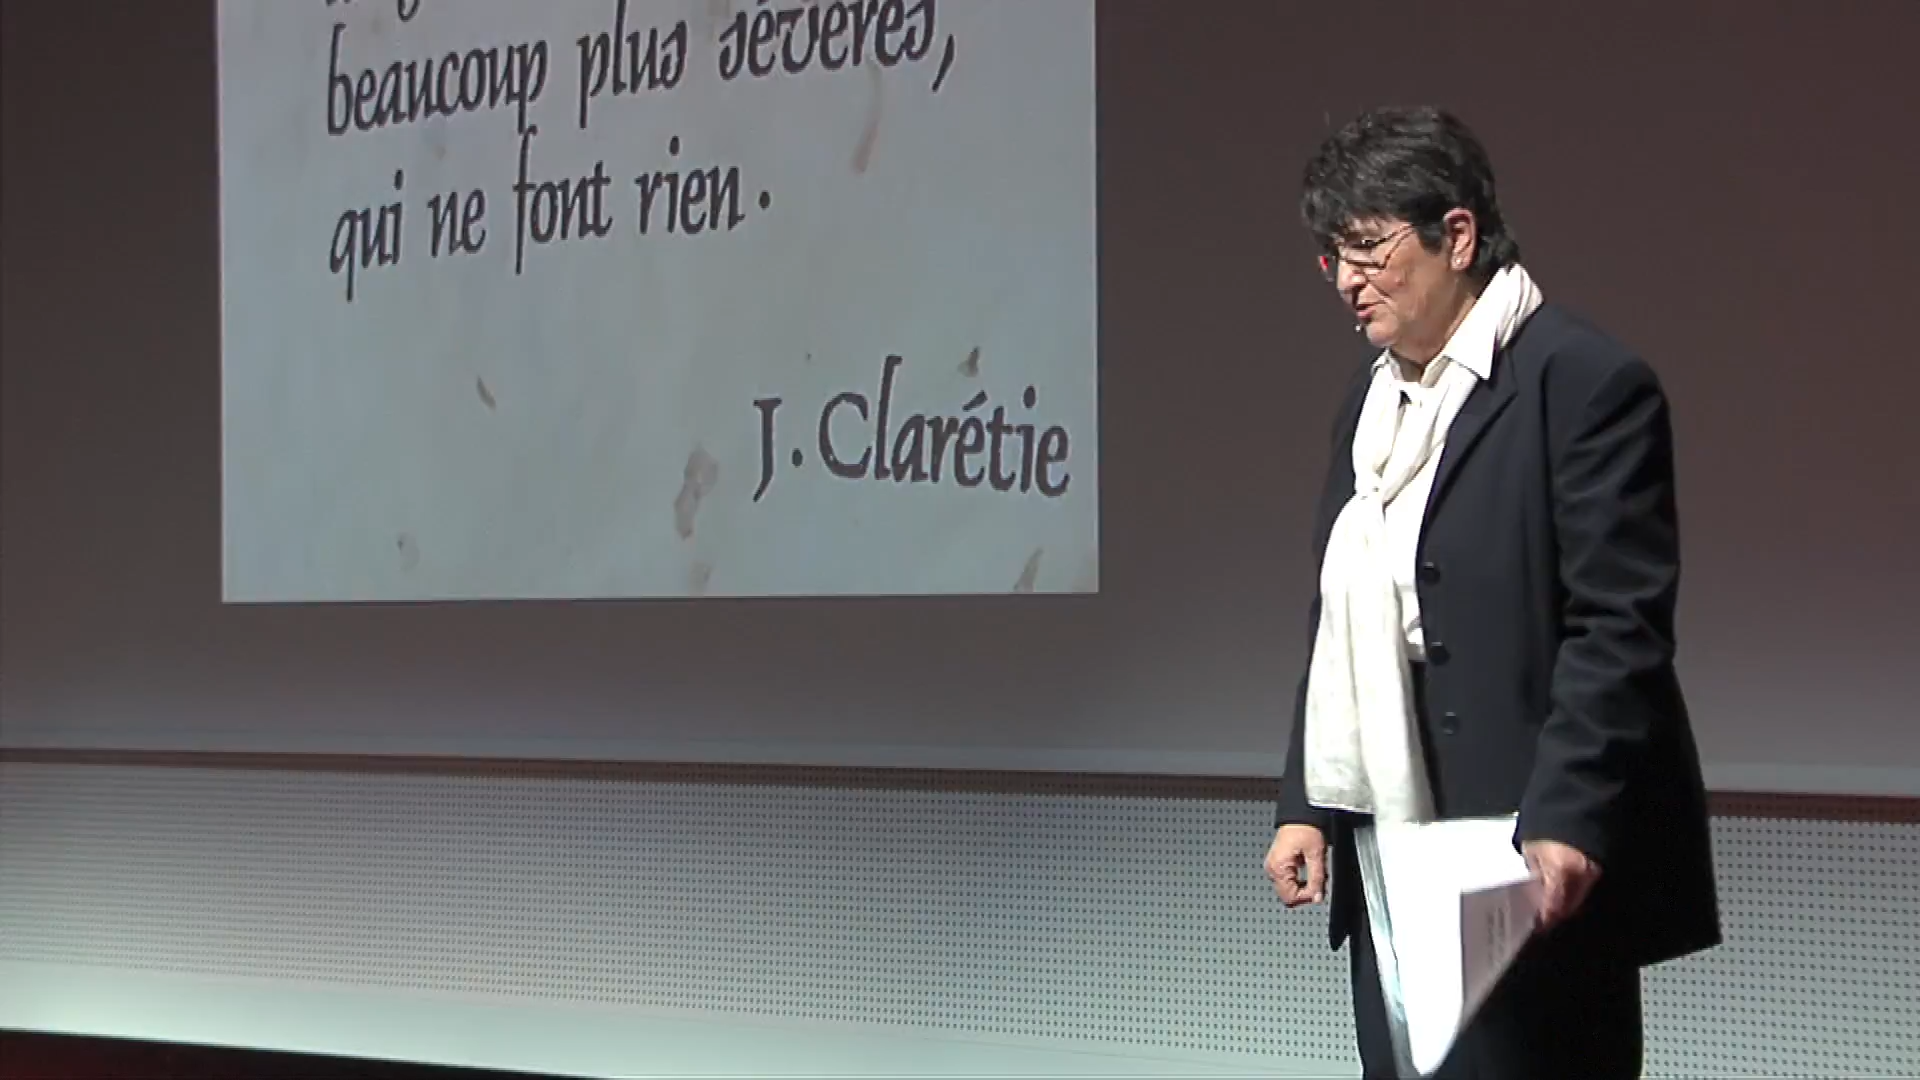 beaucoup plus sévères,
qui ne font rien.
J. Clarétie